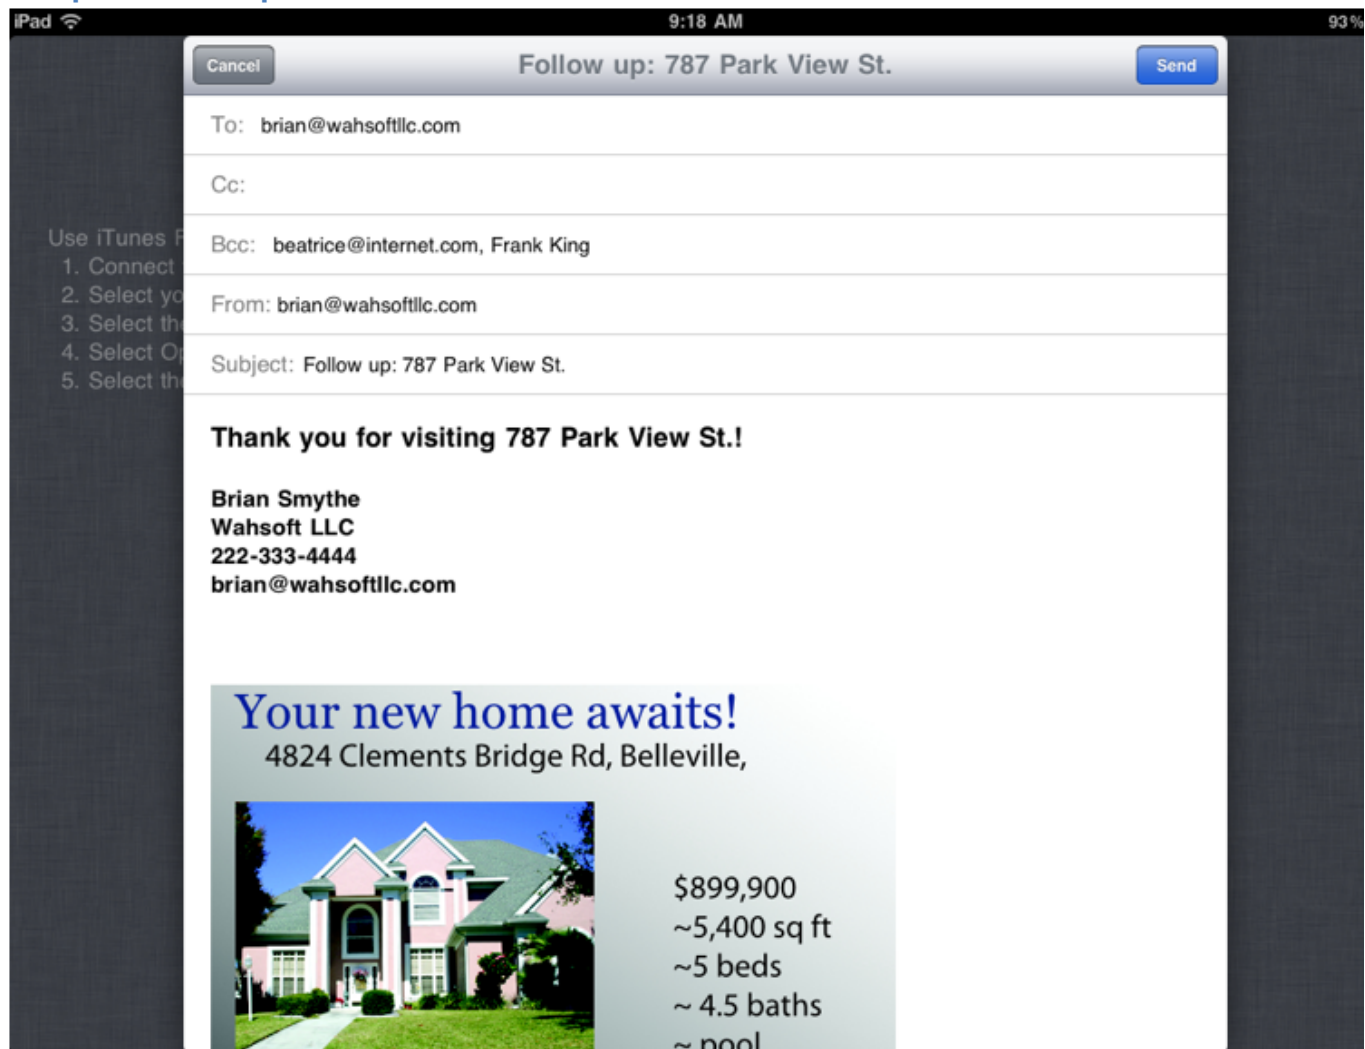 iPad 9:18 AM 93%
Cancel Follow up: 787 Park View St. Send
To: brian@wahsoftllc.com
Cc:
Bcc: beatrice@internet.com, Frank King
From: brian@wahsoftllc.com
Subject: Follow up: 787 Park View St.
Use iTunes F
1. Connect
2. Select yo
3. Select the
4. Select Op
5. Select the
Thank you for visiting 787 Park View St.!
Brian Smythe
Wahsoft LLC
222-333-4444
brian@wahsoftllc.com
Your new home awaits!
4824 Clements Bridge Rd, Belleville,
$899,900
~5,400 sq ft
~5 beds
~ 4.5 baths
~ pool